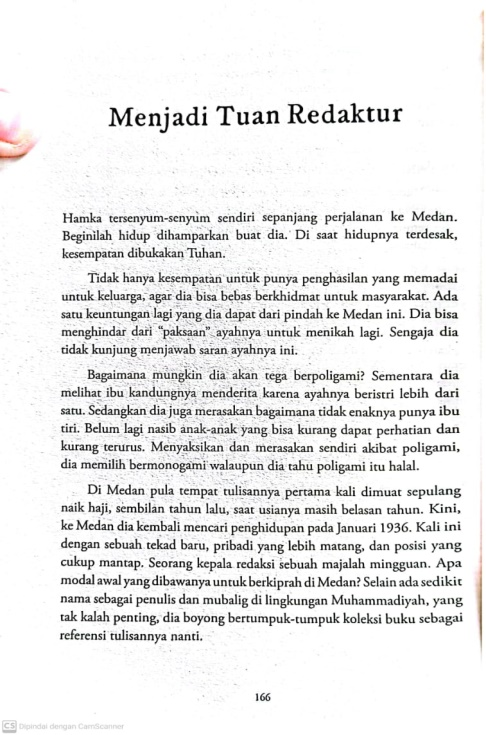 Menjadi Tuan Redaktur
Hamka tersenyum-senyum sendiri sepanjang perjalanan ke Medan.
Beginilah hidup dihamparkan buat dia. Di saat hidupnya terdesak,
kesempatan dibukakan Tuhan.
Tidak hanya kesempatan untuk punya penghasilan yang memadai
untuk keluarga, agar dia bisa bebas berkhidmat untuk masyarakat. Ada
satu keuntungan lagi yang dia dapat dari pindah ke Medan ini. Dia bisa
menghindar dari “paksaan” ayahnya untuk menikah lagi. Sengaja dia
tidak kunjung menjawab saran ayahnya ini.
Bagaimana mungkin dia akan tega berpoligami? Sementara dia
melihat ibu kandungnya menderita karena ayahnya beristri lebih dari
satu. Sedangkan dia juga merasakan bagaimana tidak enaknya punya ibu
tiri. Belum lagi nasib anak-anak yang bisa kurang dapat perhatian dan
kurang terurus. Menyaksikan dan merasakan sendiri akibat poligami,
dia memilih bermonogami walaupun dia tahu poligami itu halal.
Di Medan pula tempat tulisannya pertama kali dimuat sepulang
naik haji, sembilan tahun lalu, saat usianya masih belasan tahun. Kini,
ke Medan dia kembali mencari penghidupan pada Januari 1936. Kali ini
dengan sebuah tekad baru, pribadi yang lebih matang, dan posisi yang
cukup mantap. Seorang kepala redaksi sebuah majalah mingguan. Apa
modal awal yang dibawanya untuk berkiprah di Medan? Selain ada sedikit
nama sebagai penulis dan mubalig di lingkungan Muhammadiyah, yang
tak kalah penting, dia boyong bertumpuk-tumpuk koleksi buku sebagai
referensi tulisannya nanti.
166
CS Dipindai dengan CamScanner